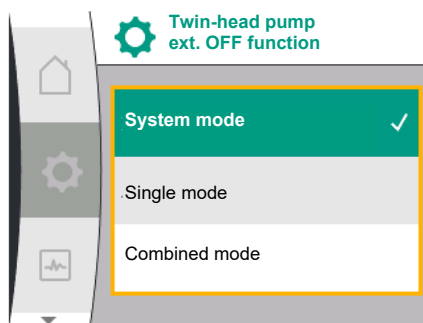 Twin-head pump
ext. OFF function
System mode
Single mode
Combined mode